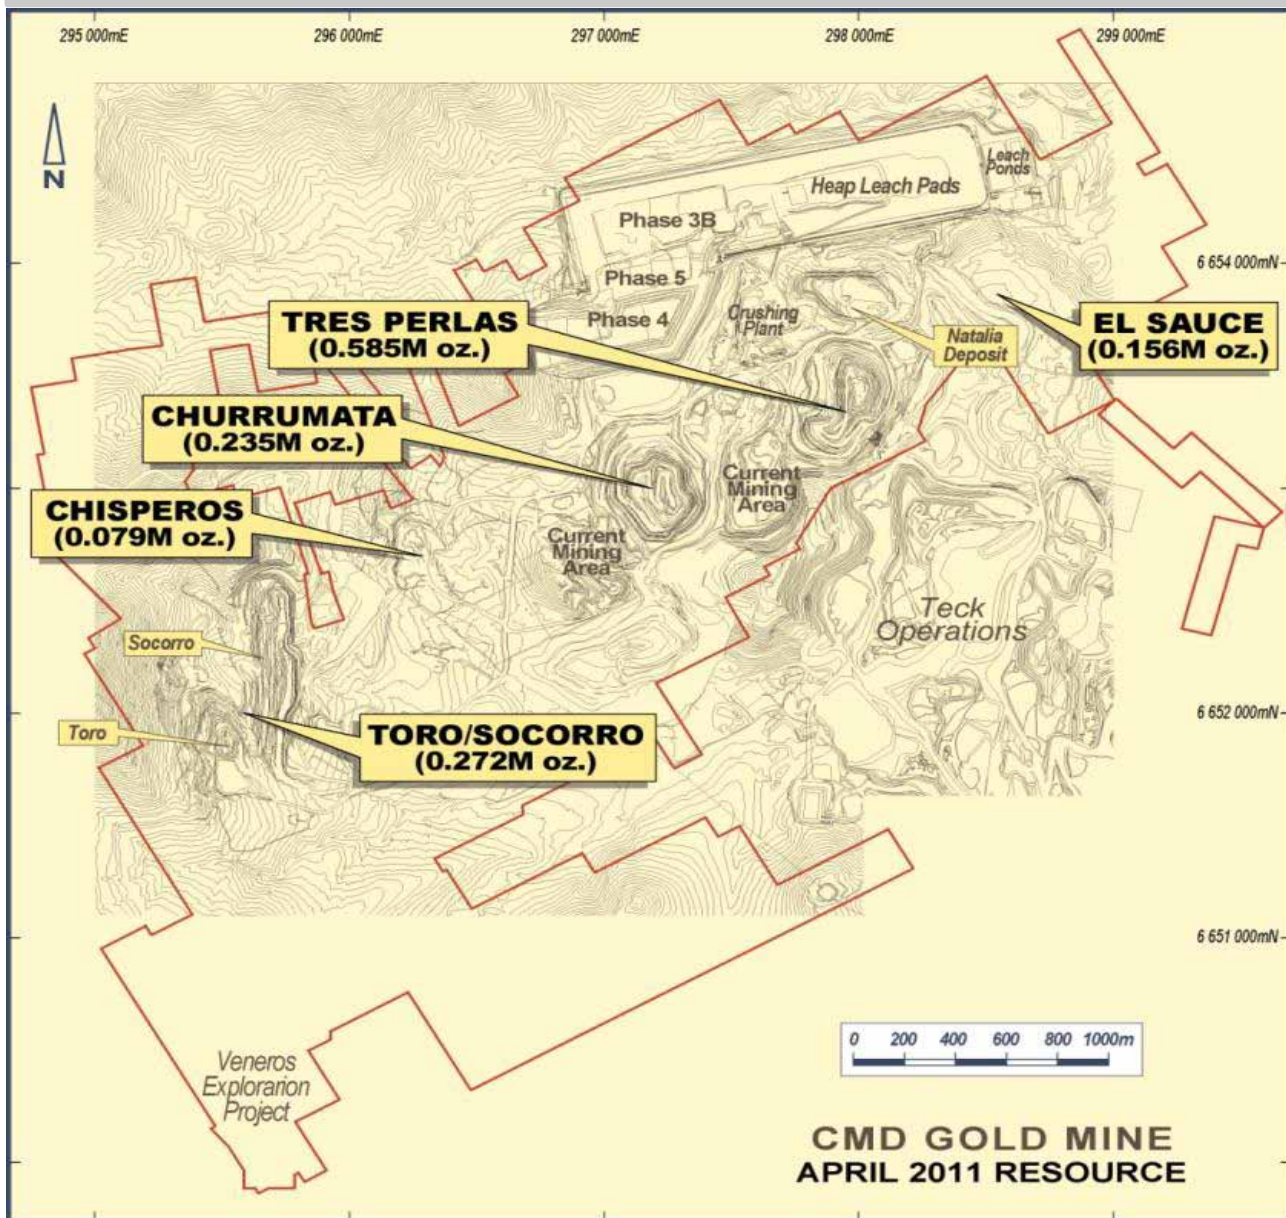 295 000mE
296 000mE
297 000mE
298 000mE
299 000mE
N
Leach
Ponds
Heap Leach Pads
Phase 3B
6 654 000mN
Phase 5
TRES PERLAS
(0.585M oz.)
Phase 4
Crushing
Plant
Natalia
Deposit
EL SAUCE
(0.156M oz.)
CHURRUMATA
(0.235M oz.)
Current
Mining
Area
CHISPEROS
(0.079M oz.)
Current
Mining
Area
Teck
Operations
Socorro
Toro
TORO/SOCORRO
(0.272M oz.)
6 652 000mN
6 651 000mN
0 200 400 600 800 1000m
Veneros
Explorarion
Project
CMD GOLD MINE
APRIL 2011 RESOURCE